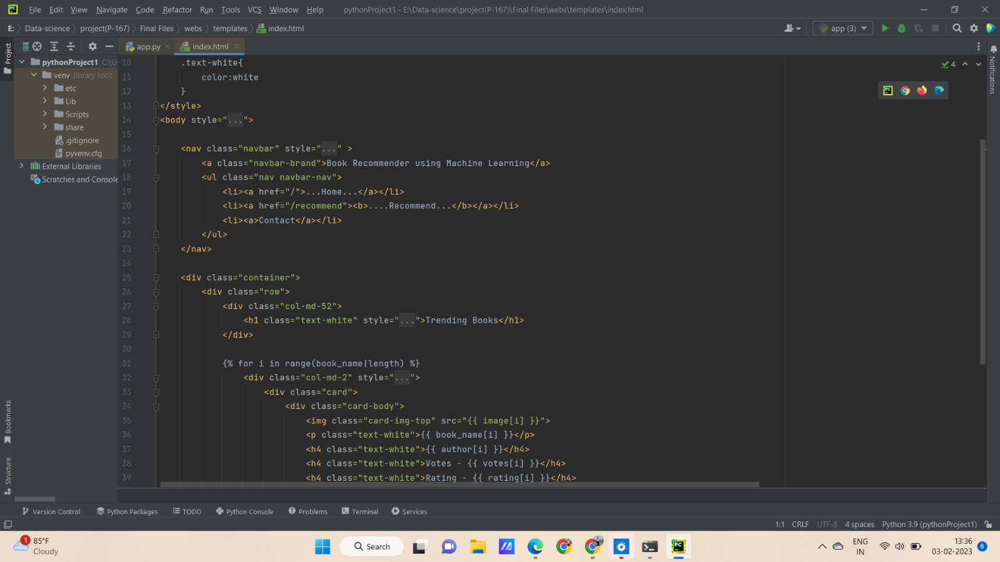 File Edit View Navigate Code Refactor Run Tools VCS Window Help pythonProject1 - E:\Data-science\project(P-167)\Final Files\webs\templates\index.html
E: Data-science project(P-167) Final Files webs templates index.html app (3)
Project
app.py index.html
pythonProject1 C:\U
venv library root
etc
Lib
Scripts
share
.gitignore
pyvenv.cfg
External Libraries
Scratches and Console
4
Notifications
10 .text-white{
11 color:white
12 }
13 </style>
14 <body style="...">
15
16 <nav class="navbar" style="..." >
17 <a class="navbar-brand">Book Recommender using Machine Learning</a>
18 <ul class="nav navbar-nav">
19 <li><a href="/">...Home...</a></li>
20 <li><a href="/recommend"><b>....Recommend...</b></a></li>
21 <li><a>Contact</a></li>
22 </ul>
23 </nav>
24
25 <div class="container">
26 <div class="row">
27 <div class="col-md-52">
28 <h1 class="text-white" style="...">Trending Books</h1>
29 </div>
30
31 {% for i in range(book_name|length) %}
32 <div class="col-md-2" style="...">
33 <div class="card">
34 <div class="card-body">
35 <img class="card-img-top" src="{{ image[i] }}">
36 <p class="text-white">{{ book_name[i] }}</p>
37 <h4 class="text-white">{{ author[i] }}</h4>
38 <h4 class="text-white">Votes - {{ votes[i] }}</h4>
39 <h4 class="text-white">Rating - {{ rating[i] }}</h4>
Bookmarks
Structure
Version Control Python Packages TODO Python Console Problems Terminal Services
1:1 CRLF UTF-8 4 spaces Python 3.9 (pythonProject1)
1 85°F
Cloudy
Search
ENG
IN
13:36
03-02-2023
6